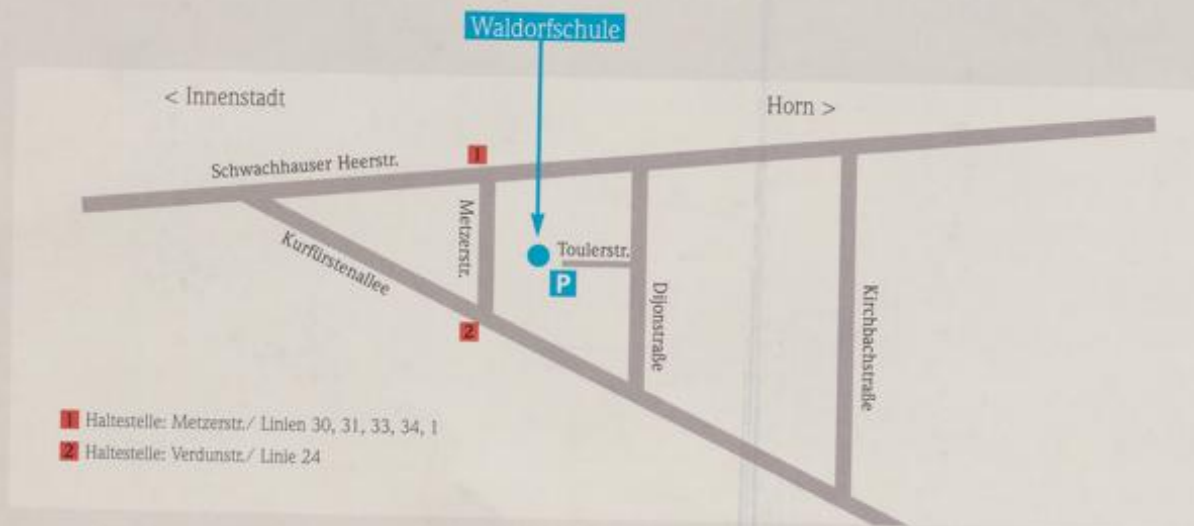 Waldorfschule
< Innenstadt
Horn >
Schwachhauser Heerstr.
1
Kurfürstenallee
Metzerstr.
Toulerstr.
P
Dijonstraße
Kirchbachstraße
2
1 Haltestelle: Metzerstr./ Linien 30, 31, 33, 34, 1
2 Haltestelle: Verdunstr./ Linie 24